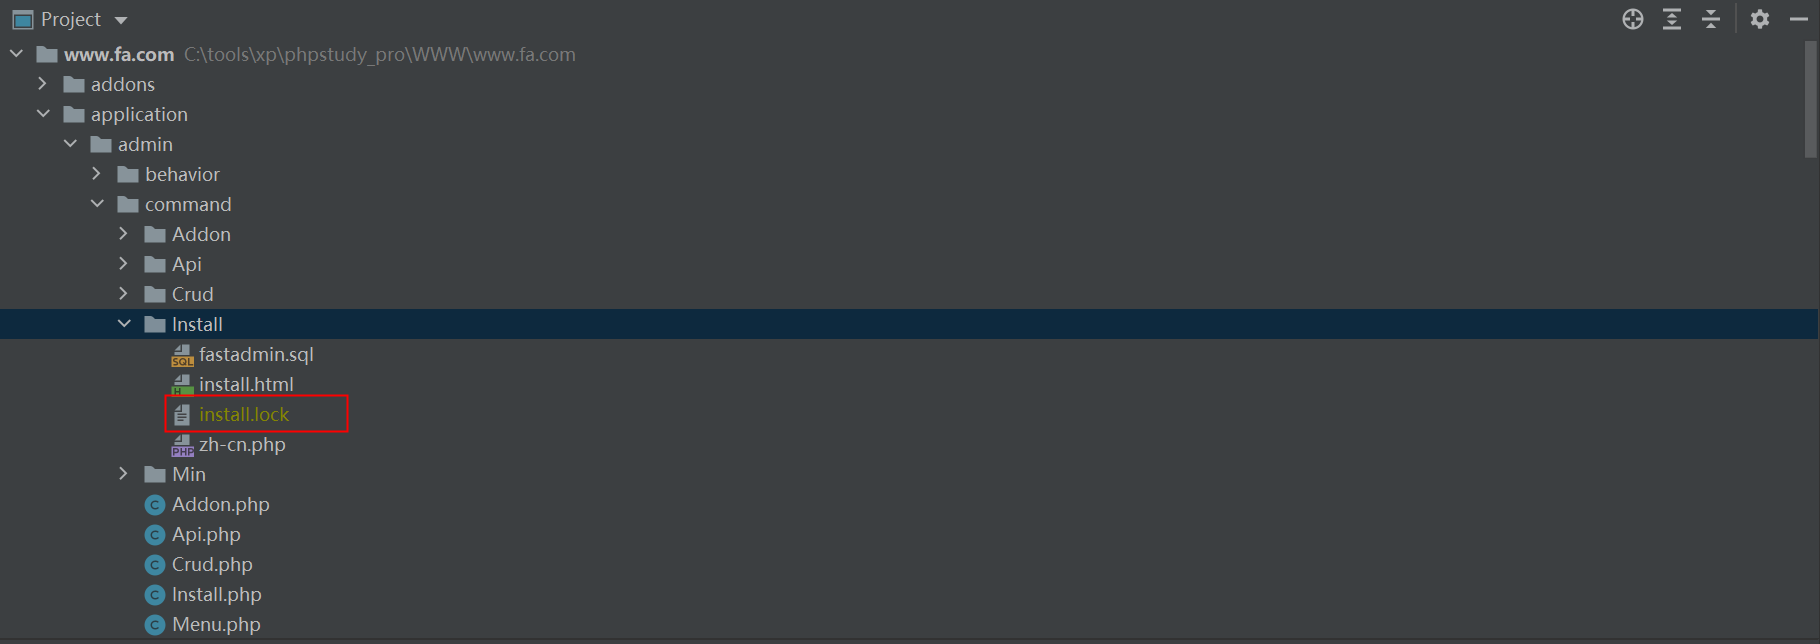 Project
www.fa.com C:\tools\xp\phpstudy_pro\WWW\www.fa.com
addons
application
admin
behavior
command
Addon
Api
Crud
Install
SQL fastadmin.sql
H install.html
install.lock
PHP zh-cn.php
Min
C Addon.php
C Api.php
C Crud.php
C Install.php
C Menu.php